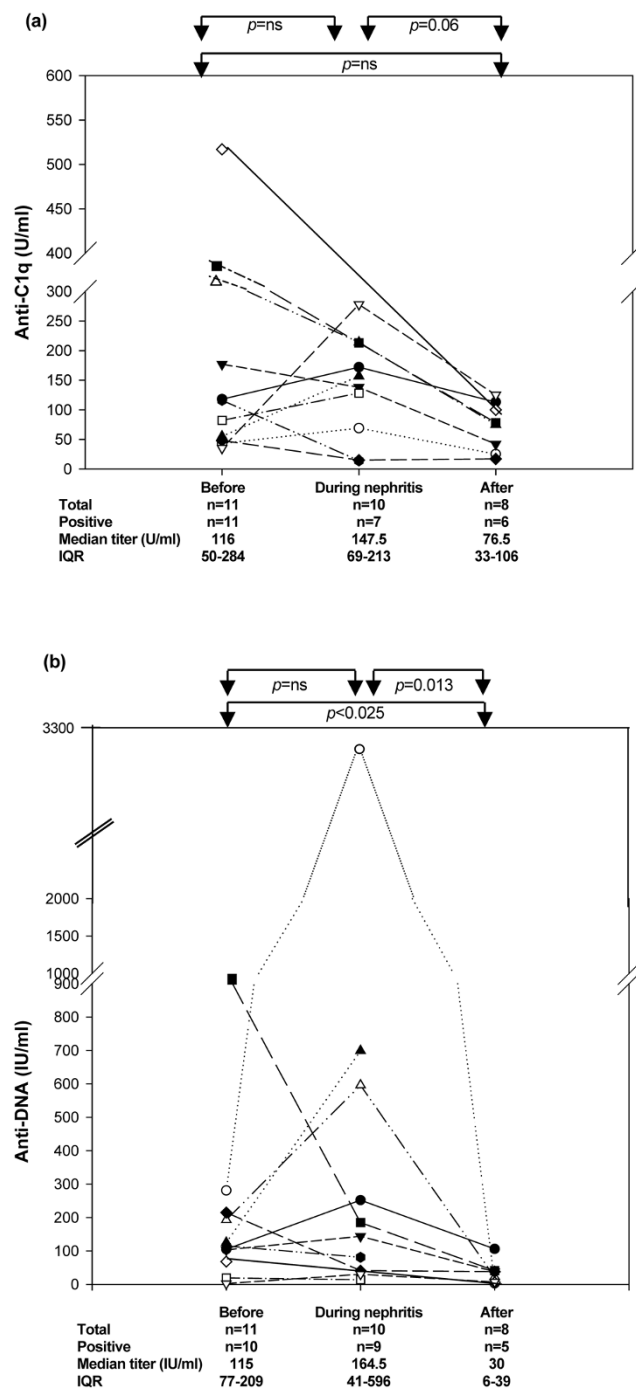 (a)
p=ns
p=0.06
p=ns
600
500
400
300
250
200
150
100
50
0
Anti-C1q (U/ml)
Before During nephritis After
Total n=11 n=10 n=8
Positive n=11 n=7 n=6
Median titer (U/ml) 116 147.5 76.5
IQR 50-284 69-213 33-106
(b)
p=ns
p=0.013
p<0.025
3300
2000
1500
1000
900
800
700
600
500
400
300
200
100
0
Anti-DNA (IU/ml)
Before During nephritis After
Total n=11 n=10 n=8
Positive n=10 n=9 n=5
Median titer (IU/ml) 115 164.5 30
IQR 77-209 41-596 6-39